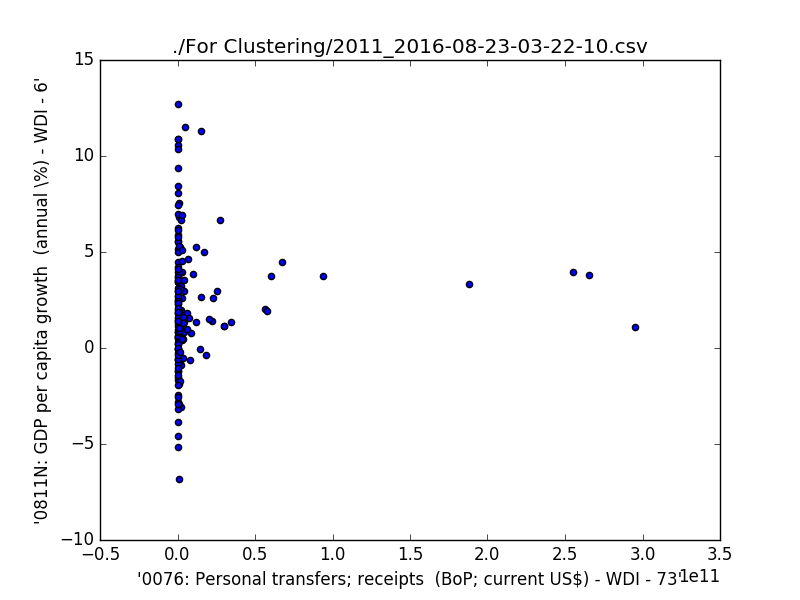 ./For Clustering/2011_2016-08-23-03-22-10.csv
15
10
5
0
−5
−10
'0811N: GDP per capita growth  (annual \%) - WDI - 6'
−0.5 0.0 0.5 1.0 1.5 2.0 2.5 3.0 3.5
1e11
'0076: Personal transfers; receipts  (BoP; current US$) - WDI - 73'